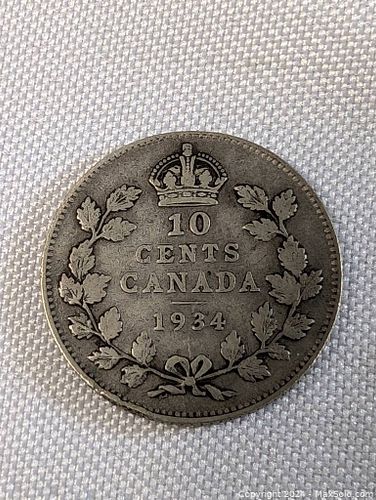 10
CENTS
CANADA
1934
Copyright 2024 - MaxSold.com